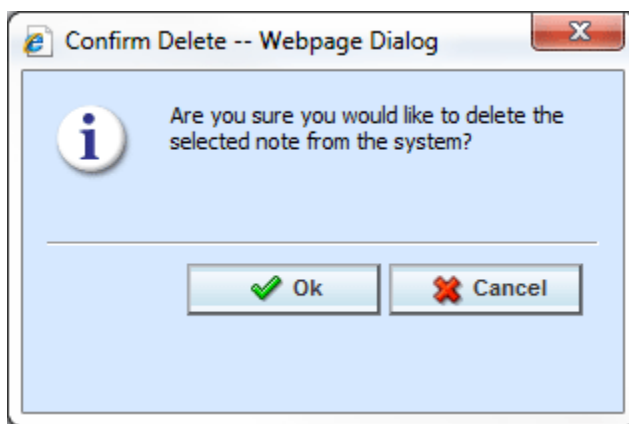 Confirm Delete -- Webpage Dialog
Are you sure you would like to delete the
selected note from the system?
Ok
Cancel